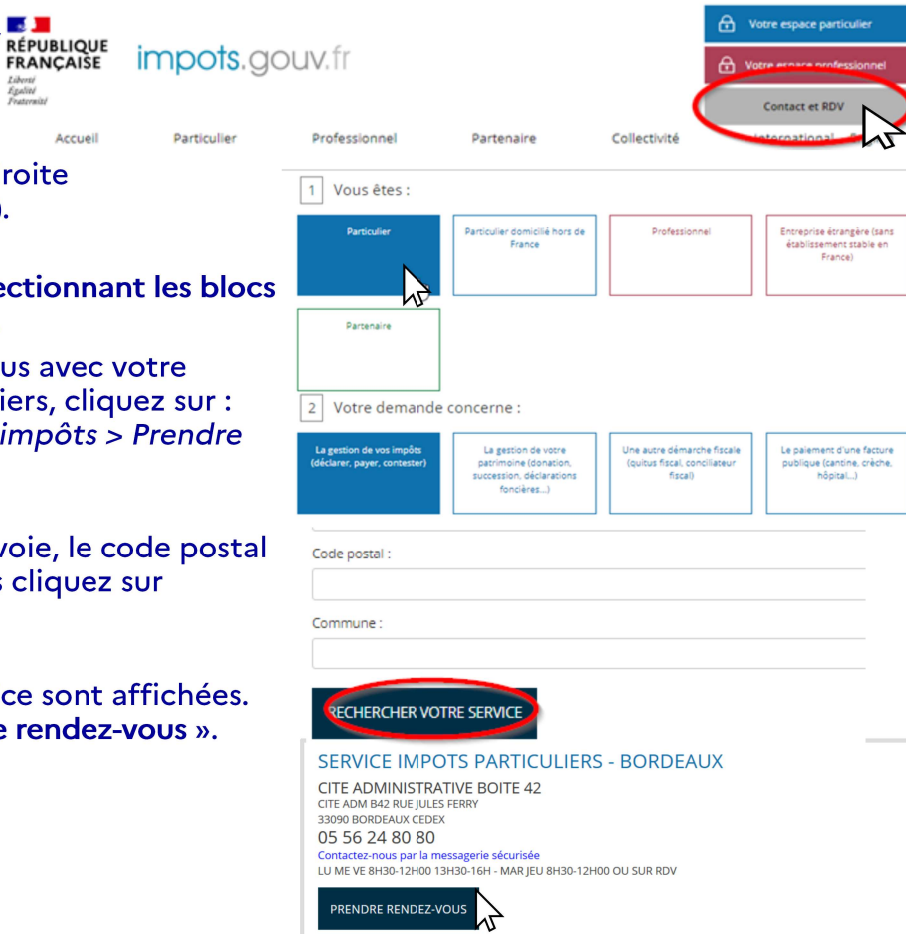 RÉPUBLIQUE
FRANÇAISE
Liberté
Égalité
Fraternité
impots.gouv.fr
Votre espace particulier
Votre espace professionnel
Contact et RDV
Accueil Particulier Professionnel Partenaire Collectivité International
roite
).
ectionnant les blocs
us avec votre
iers, cliquez sur :
impôts > Prendre
voie, le code postal
s cliquez sur
ce sont affichées.
e rendez-vous ».
1 Vous êtes :
Particulier
Particulier domicilié hors de
France
Professionnel
Entreprise étrangère (sans
établissement stable en
France)
Partenaire
2 Votre demande concerne :
La gestion de vos impôts
(déclarer, payer, contester)
La gestion de votre
patrimoine (donation,
succession, déclarations
foncières...)
Une autre démarche fiscale
(quitus fiscal, conciliateur
fiscal)
Le paiement d'une facture
publique (cantine, crèche,
hôpital...)
Code postal :
Commune :
RECHERCHER VOTRE SERVICE
SERVICE IMPOTS PARTICULIERS - BORDEAUX
CITE ADMINISTRATIVE BOITE 42
CITE ADM B42 RUE JULES FERRY
33090 BORDEAUX CEDEX
05 56 24 80 80
Contactez-nous par la messagerie sécurisée
LU ME VE 8H30-12H00 13H30-16H - MAR JEU 8H30-12H00 OU SUR RDV
PRENDRE RENDEZ-VOUS